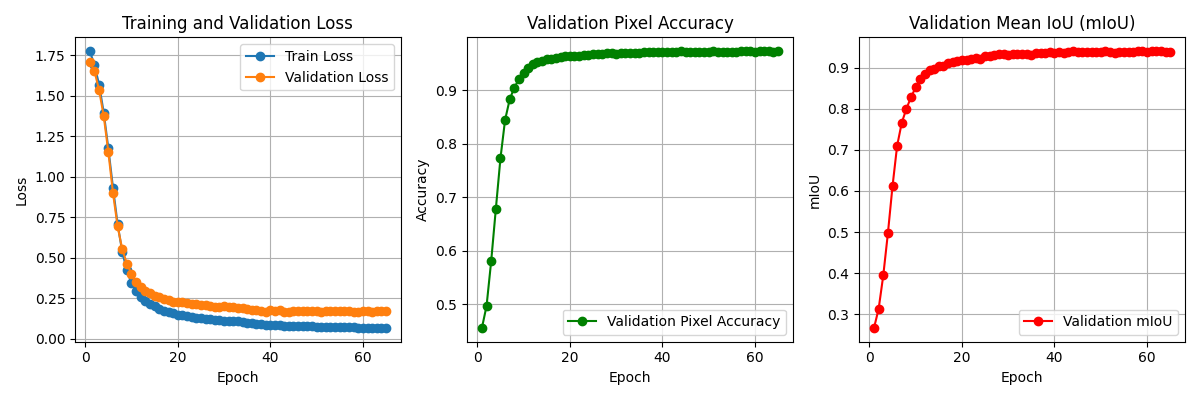 Training and Validation Loss
Train Loss
Validation Loss
1.75
1.50
1.25
1.00
0.75
0.50
0.25
0.00
Loss
0
20
40
60
Epoch
Validation Pixel Accuracy
0.9
0.8
0.7
0.6
0.5
Accuracy
Validation Pixel Accuracy
0
20
40
60
Epoch
Validation Mean IoU (mIoU)
0.9
0.8
0.7
0.6
0.5
0.4
0.3
mIoU
Validation mIoU
0
20
40
60
Epoch